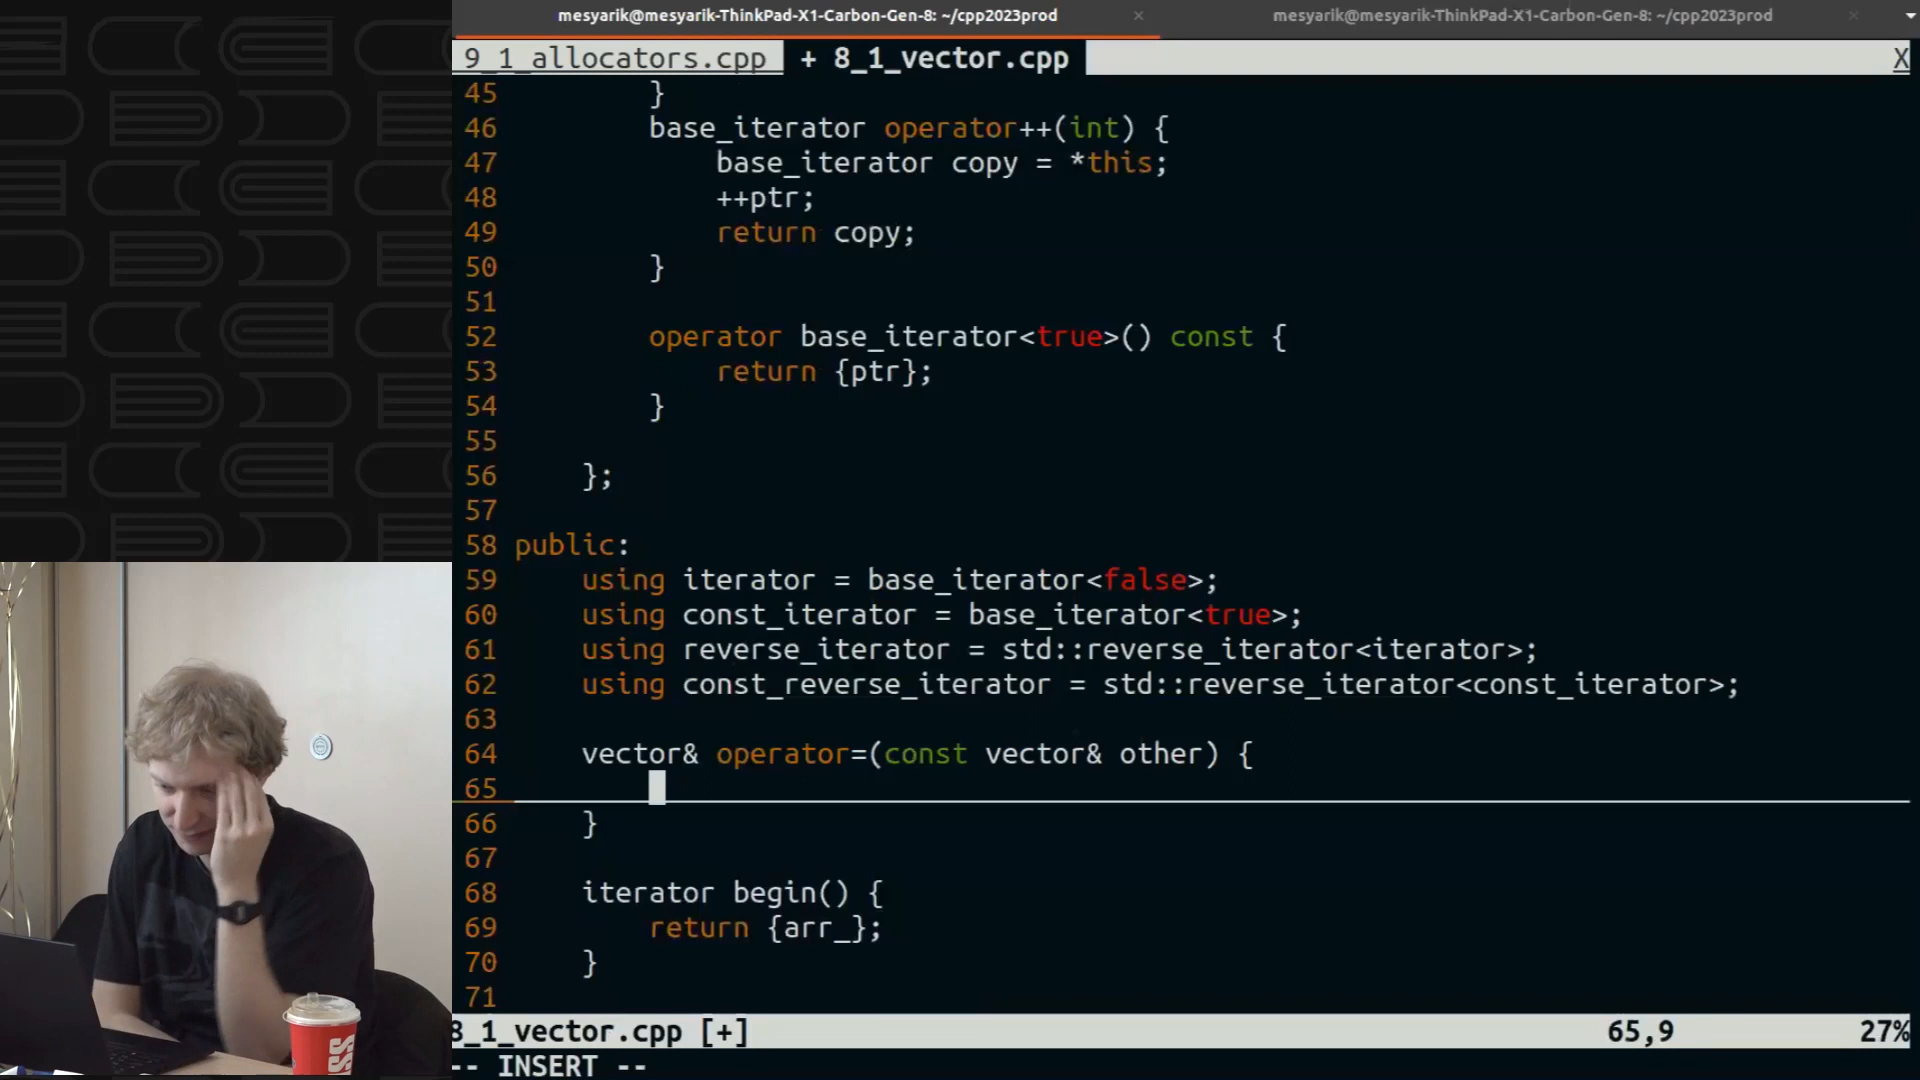 mesyarik@mesyarik-ThinkPad-X1-Carbon-Gen-8: ~/cpp2023prod × mesyarik@mesyarik-ThinkPad-X1-Carbon-Gen-8: ~/cpp2023prod ×
9_1_allocators.cpp + 8_1_vector.cpp X
45 }
46 base_iterator operator++(int) {
47 base_iterator copy = *this;
48 ++ptr;
49 return copy;
50 }
51
52 operator base_iterator<true>() const {
53 return {ptr};
54 }
55
56 };
57
58 public:
59 using iterator = base_iterator<false>;
60 using const_iterator = base_iterator<true>;
61 using reverse_iterator = std::reverse_iterator<iterator>;
62 using const_reverse_iterator = std::reverse_iterator<const_iterator>;
63
64 vector& operator=(const vector& other) {
65
66 }
67
68 iterator begin() {
69 return {arr_};
70 }
71
8_1_vector.cpp [+] 65,9 27%
-- INSERT --